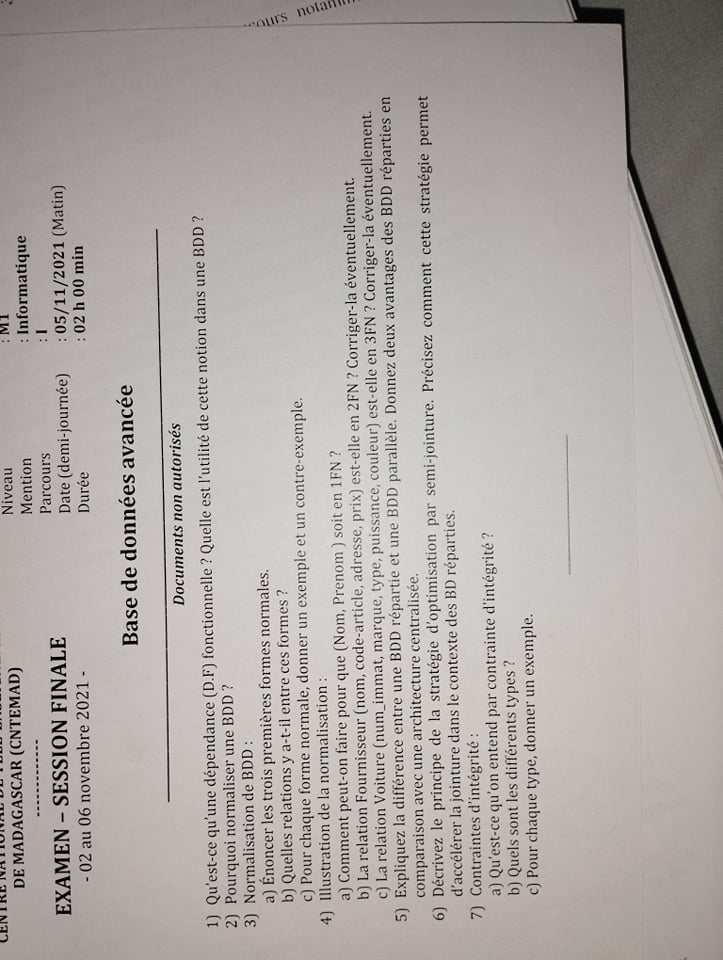 cours
DE MADAGASCAR (CNTEMAD)
-------------
EXAMEN – SESSION FINALE
- 02 au 06 novembre 2021 -
Niveau : M1
Mention : Informatique
Parcours : I
Date (demi-journée) : 05/11/2021 (Matin)
Durée : 02 h 00 min
Base de données avancée
Documents non autorisés
1) Qu'est-ce qu'une dépendance (D.F) fonctionnelle ? Quelle est l'utilité de cette notion dans une BDD ?
2) Pourquoi normaliser une BDD ?
3) Normalisation de BDD :
a) Énoncer les trois premières formes normales.
b) Quelles relations y a-t-il entre ces formes ?
c) Pour chaque forme normale, donner un exemple et un contre-exemple.
4) Illustration de la normalisation :
a) Comment peut-on faire pour que (Nom, Prenom ) soit en 1FN ?
b) La relation Fournisseur (nom, code-article, adresse, prix) est-elle en 2FN ? Corriger-la éventuellement.
c) La relation Voiture (num_immat, marque, type, puissance, couleur) est-elle en 3FN ? Corriger-la éventuellement.
5) Expliquez la différence entre une BDD répartie et une BDD parallèle. Donnez deux avantages des BDD réparties en
comparaison avec une architecture centralisée.
6) Décrivez le principe de la stratégie d'optimisation par semi-jointure. Précisez comment cette stratégie permet
d'accélérer la jointure dans le contexte des BD réparties.
7) Contraintes d'intégrité :
a) Qu'est-ce qu'on entend par contrainte d'intégrité ?
b) Quels sont les différents types ?
c) Pour chaque type, donner un exemple.